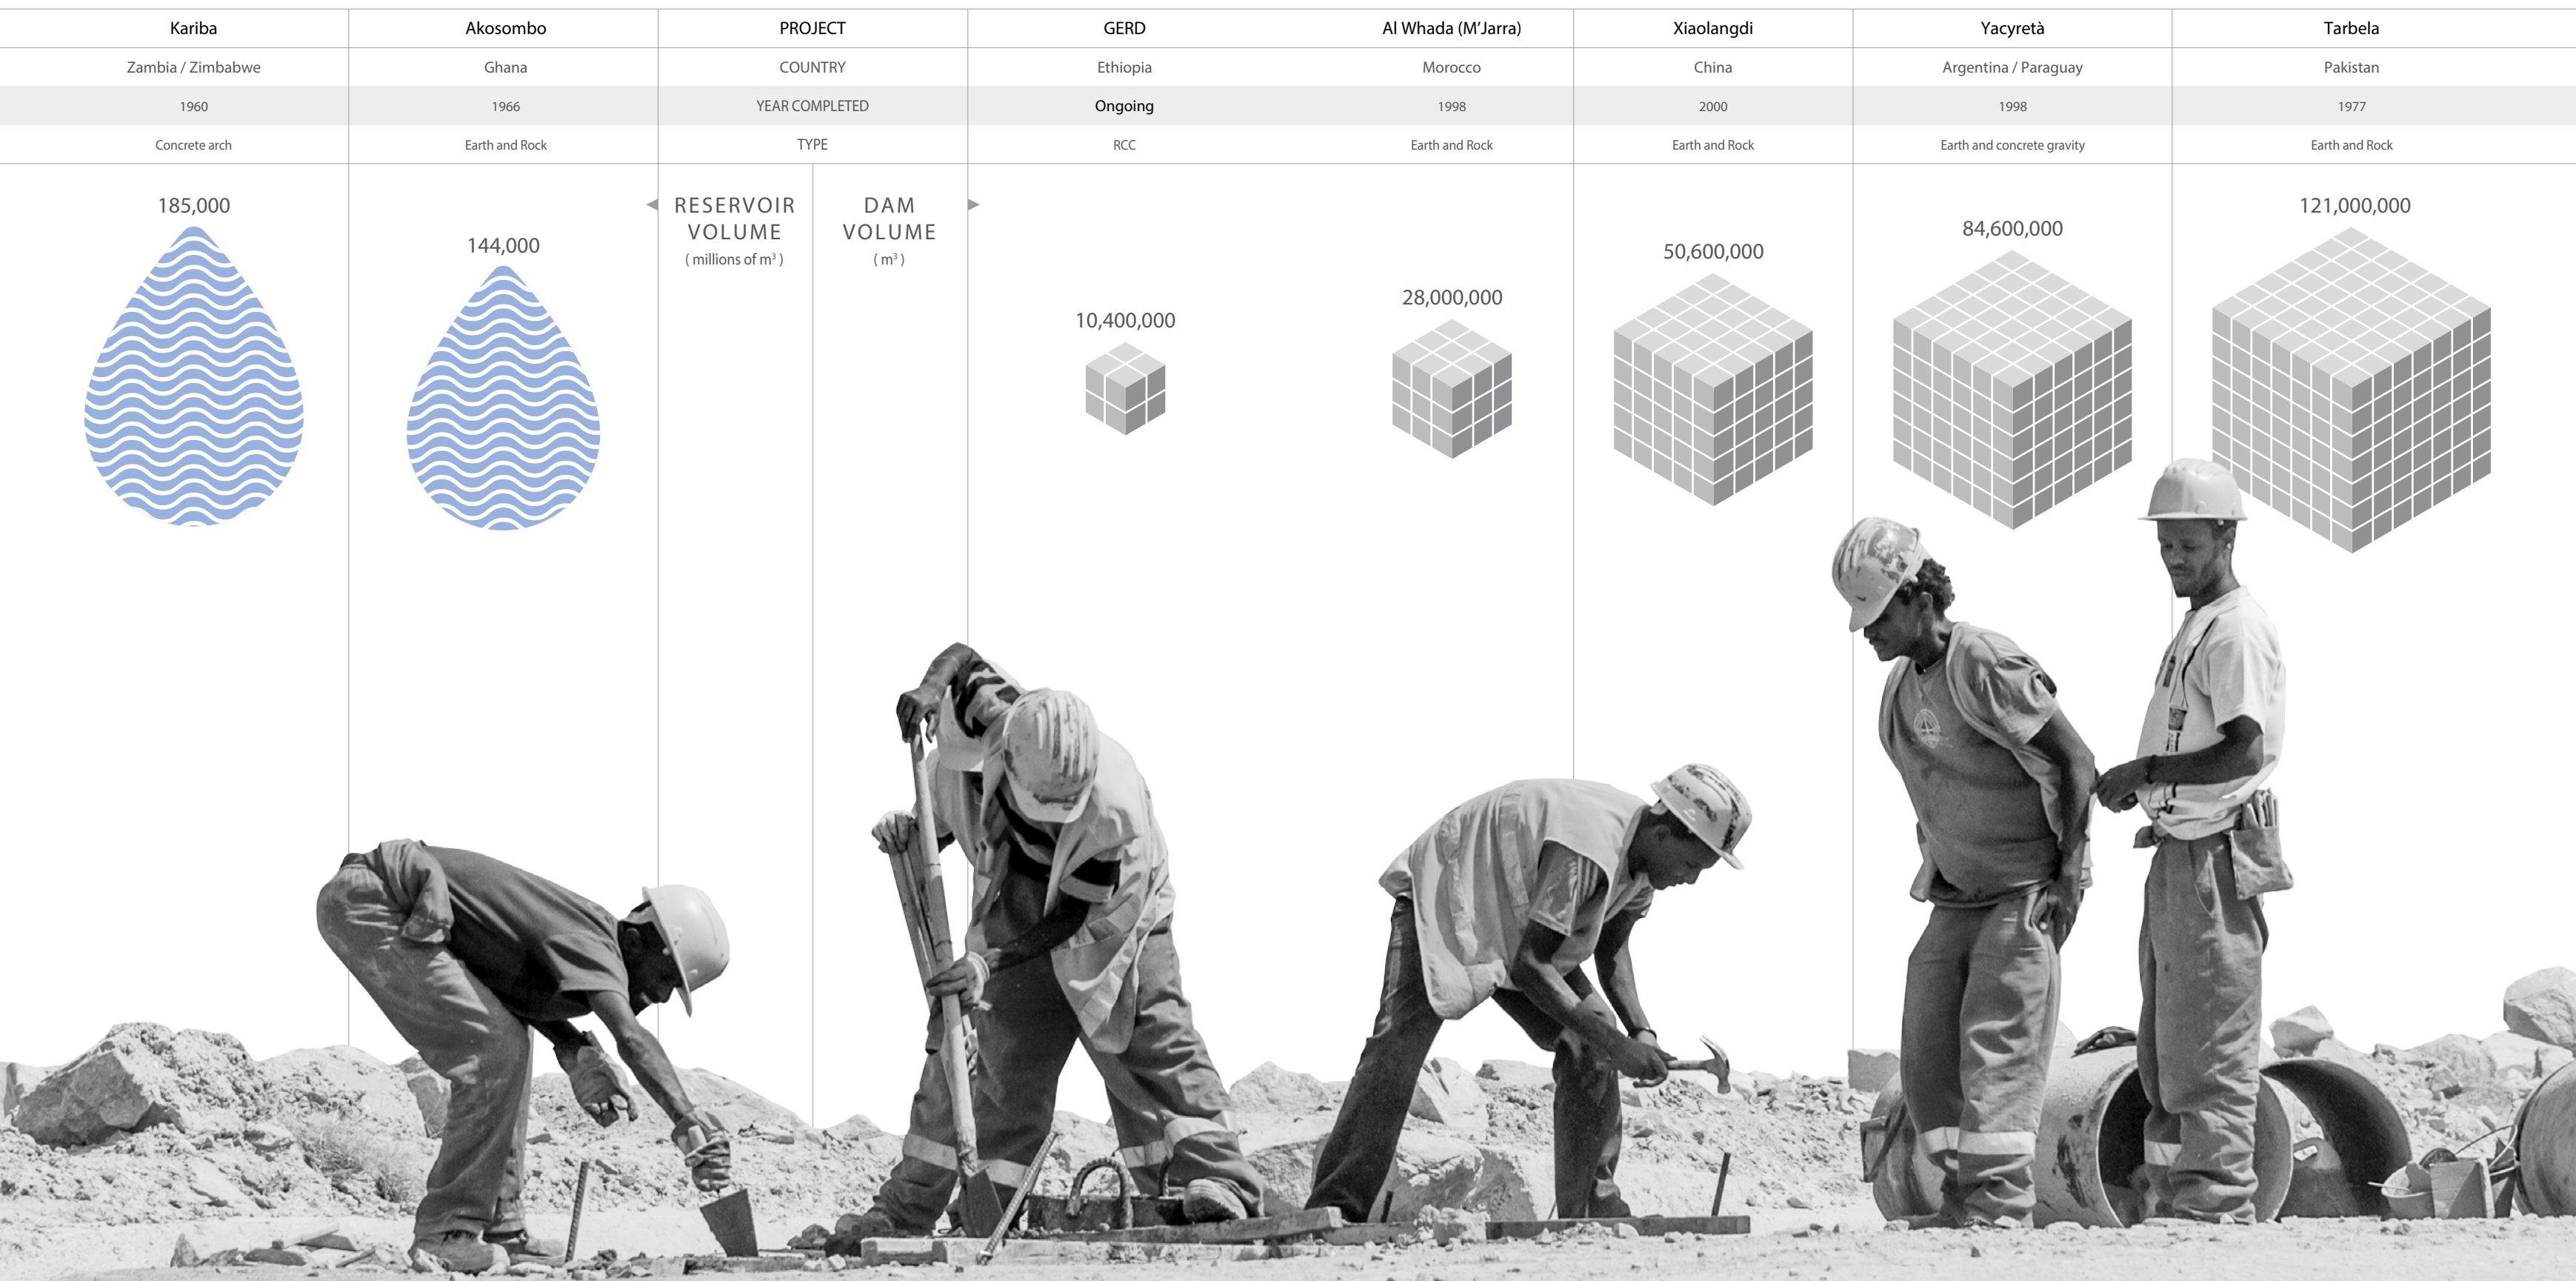 Kariba Akosombo PROJECT GERD Al Whada (M’Jarra) Xiaolangdi Yacyretà Tarbela
Zambia / Zimbabwe Ghana COUNTRY Ethiopia Morocco China Argentina / Paraguay Pakistan
1960 1966 YEAR COMPLETED Ongoing 1998 2000 1998 1977
Concrete arch Earth and Rock TYPE RCC Earth and Rock Earth and Rock Earth and concrete gravity Earth and Rock
185,000
144,000
RESERVOIR
VOLUME
( millions of m³ )
DAM
VOLUME
( m³ )
10,400,000
28,000,000
50,600,000
84,600,000
121,000,000